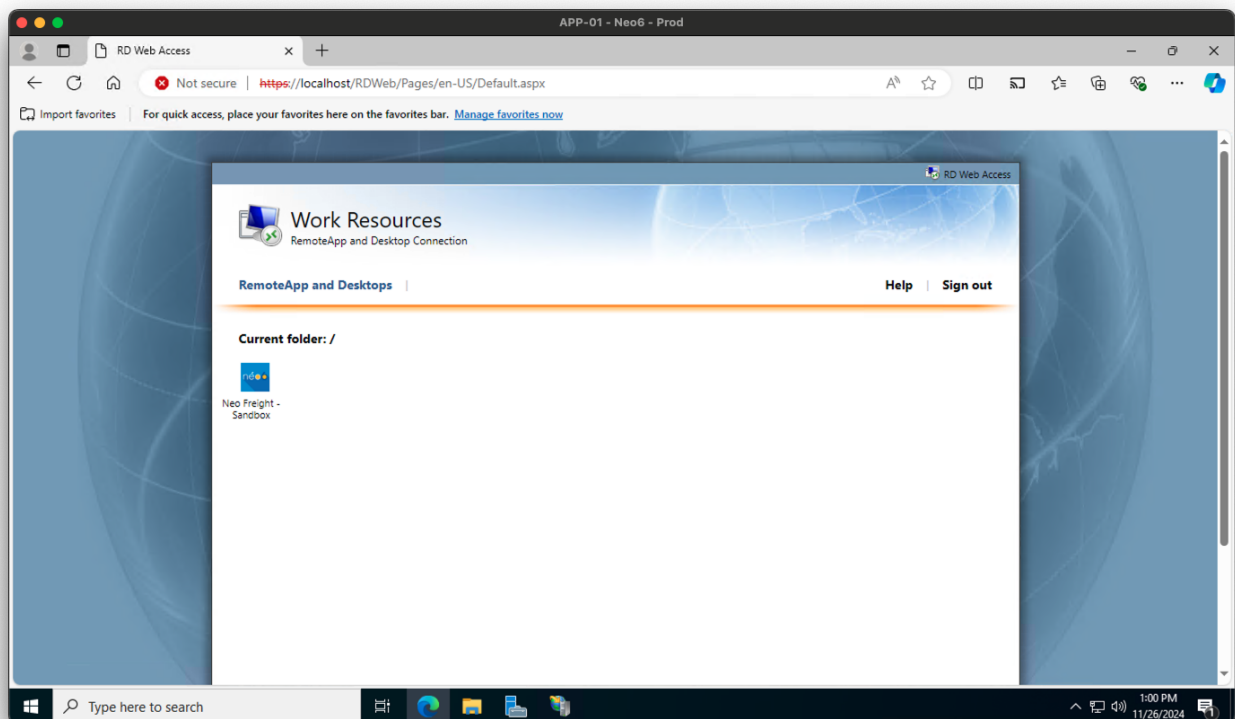 APP-01 - Neo6 - Prod
RD Web Access
Not secure
https://localhost/RDWeb/Pages/en-US/Default.aspx
Import favorites
For quick access, place your favorites here on the favorites bar. Manage favorites now
RD Web Access
Work Resources
RemoteApp and Desktop Connection
RemoteApp and Desktops
Help
Sign out
Current folder: /
Neo Freight -
Sandbox
Type here to search
1:00 PM
11/26/2024